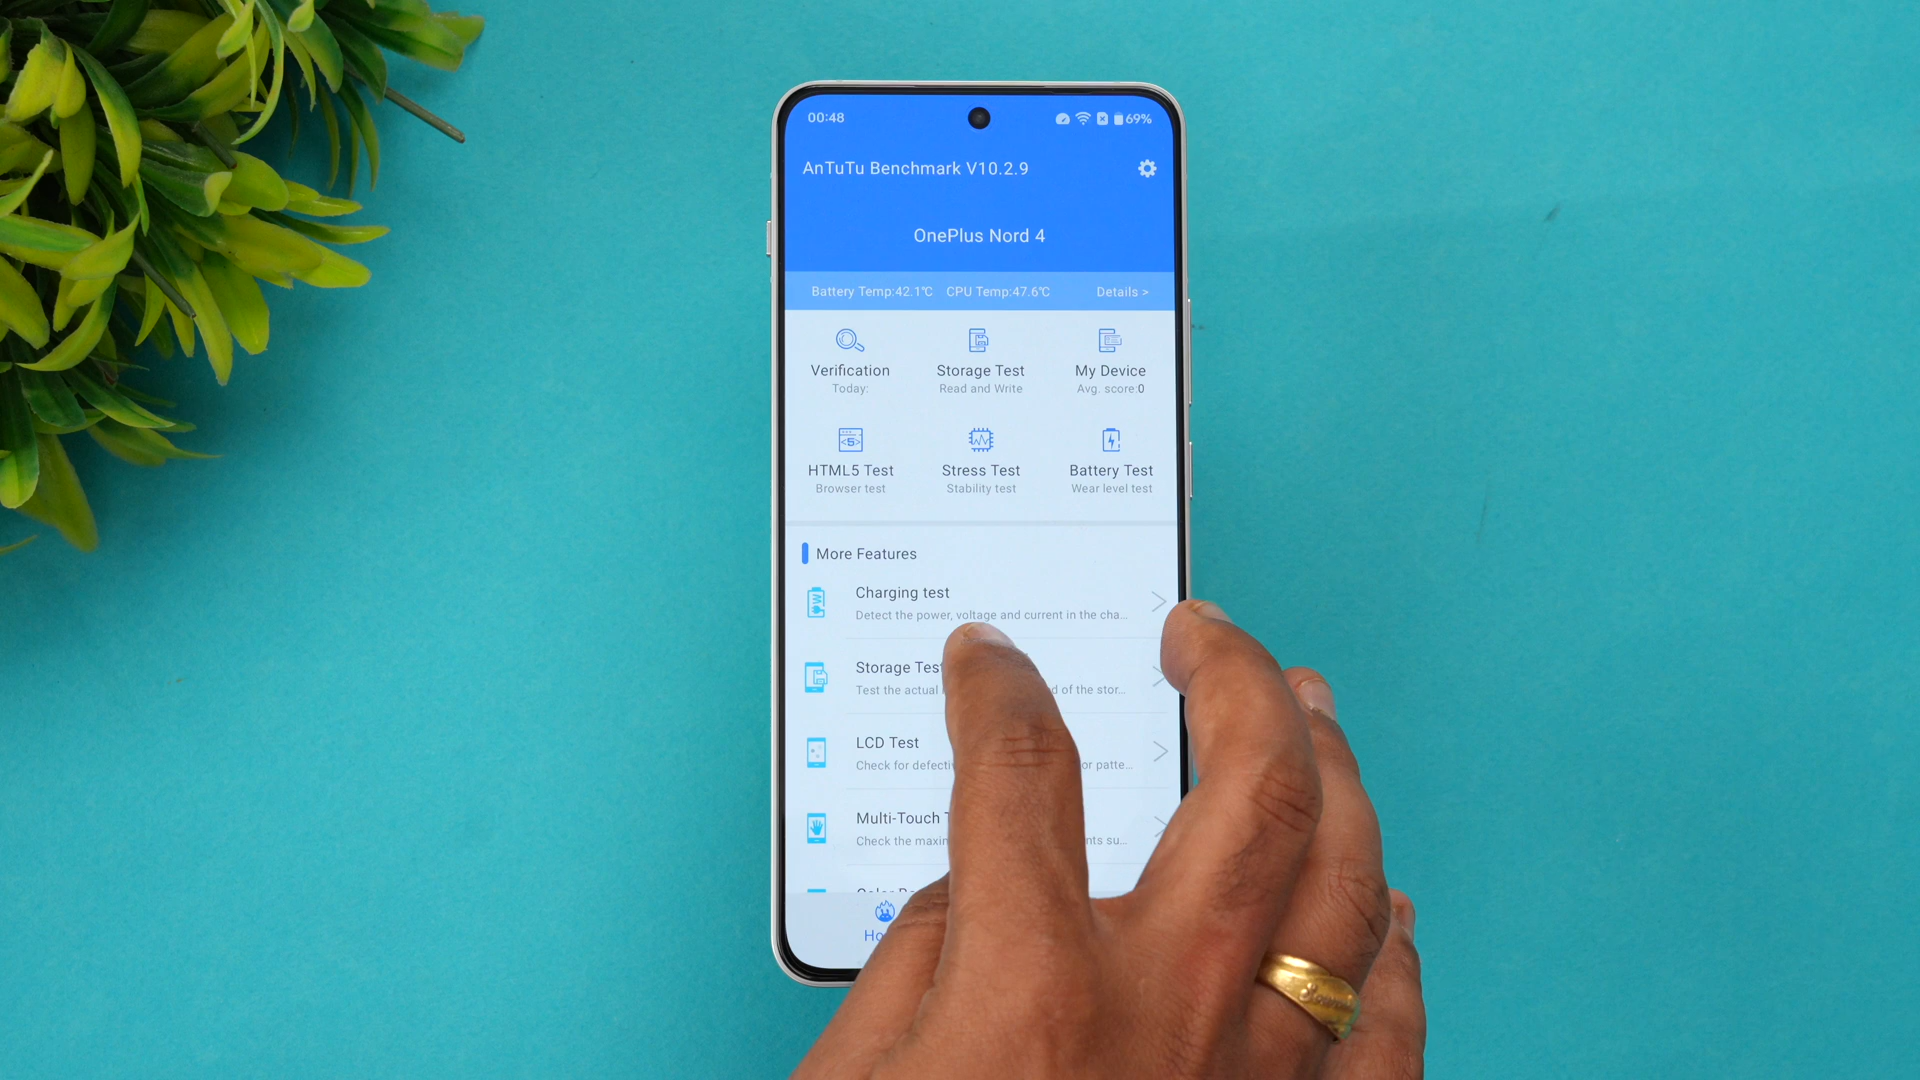 00:48
69%
AnTuTu Benchmark V10.2.9
OnePlus Nord 4
Battery Temp:42.1℃ CPU Temp:47.6℃ Details >
Verification Storage Test My Device
Today: Read and Write Avg. score:0
HTML5 Test Stress Test Battery Test
Browser test Stability test Wear level test
More Features
Charging test
Detect the power, voltage and current in the cha...
Storage Test
Test the actual d of the stor...
LCD Test
Check for defecti or patte...
Multi-Touch T
Check the maxin nts su...
Ho